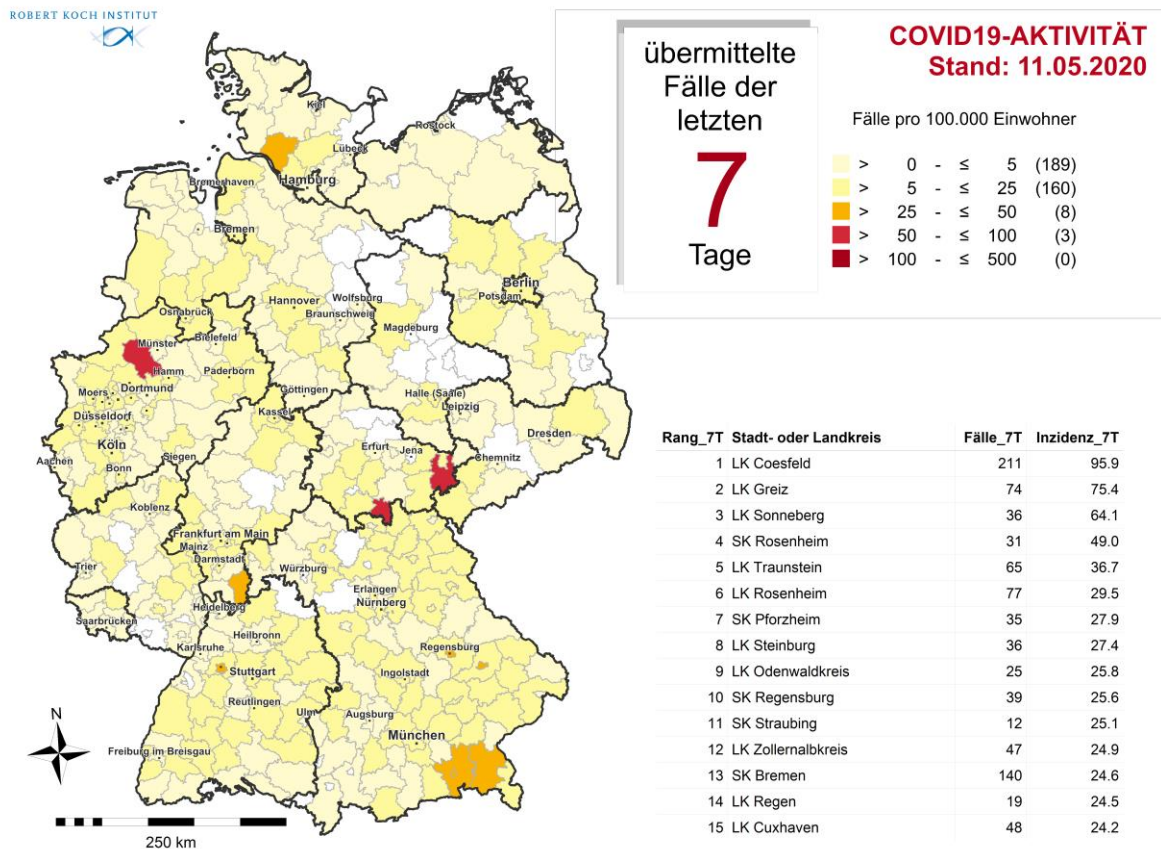 ROBERT KOCH INSTITUT
übermittelte
Fälle der
letzten
7
Tage
COVID19-AKTIVITÄT
Stand: 11.05.2020
Fälle pro 100.000 Einwohner
> 0 - ≤ 5 (189)
> 5 - ≤ 25 (160)
> 25 - ≤ 50 (8)
> 50 - ≤ 100 (3)
> 100 - ≤ 500 (0)
Kiel
Rostock
Lübeck
Hamburg
Bremerhaven
Bremen
Berlin
Potsdam
Hannover
Wolfsburg
Braunschweig
Osnabrück
Magdeburg
Bielefeld
Münster
Hamm
Paderborn
Moers
Dortmund
Göttingen
Halle (Saale)
Leipzig
Düsseldorf
Kassel
Dresden
Köln
Erfurt
Jena
Chemnitz
Siegen
Aachen
Bonn
Koblenz
Frankfurt am Main
Mainz
Darmstadt
Würzburg
Trier
Erlangen
Nürnberg
Heidelberg
Saarbrücken
Heilbronn
Karlsruhe
Regensburg
Stuttgart
Ingolstadt
Reutlingen
Ulm
Augsburg
München
Freiburg im Breisgau
N
250 km
Rang_7T Stadt- oder Landkreis Fälle_7T Inzidenz_7T
1 LK Coesfeld 211 95.9
2 LK Greiz 74 75.4
3 LK Sonneberg 36 64.1
4 SK Rosenheim 31 49.0
5 LK Traunstein 65 36.7
6 LK Rosenheim 77 29.5
7 SK Pforzheim 35 27.9
8 LK Steinburg 36 27.4
9 LK Odenwaldkreis 25 25.8
10 SK Regensburg 39 25.6
11 SK Straubing 12 25.1
12 LK Zollernalbkreis 47 24.9
13 SK Bremen 140 24.6
14 LK Regen 19 24.5
15 LK Cuxhaven 48 24.2